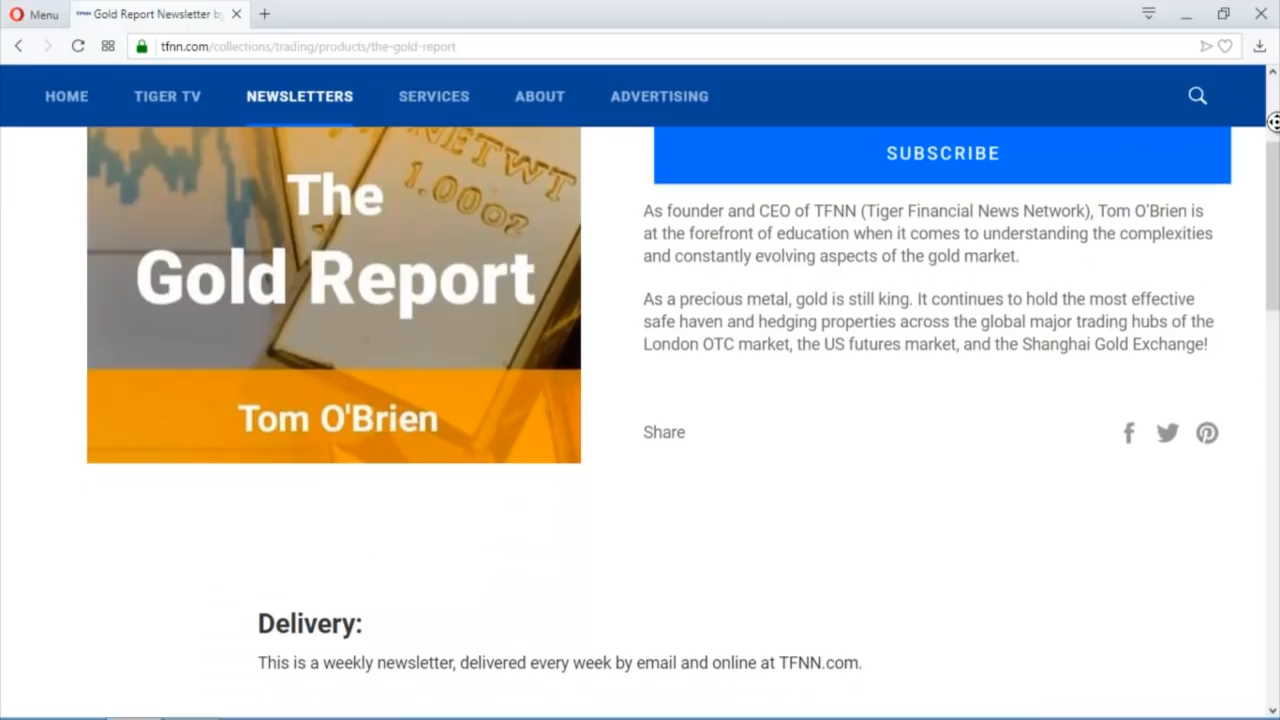 Menu
Gold Report Newsletter b
tfnn.com/collections/trading/products/the-gold-report
HOME TIGER TV NEWSLETTERS SERVICES ABOUT ADVERTISING
NETWT
1.00oz
The
Gold Report
Tom O'Brien
SUBSCRIBE
As founder and CEO of TFNN (Tiger Financial News Network), Tom O'Brien is
at the forefront of education when it comes to understanding the complexities
and constantly evolving aspects of the gold market.
As a precious metal, gold is still king. It continues to hold the most effective
safe haven and hedging properties across the global major trading hubs of the
London OTC market, the US futures market, and the Shanghai Gold Exchange!
Share
Delivery:
This is a weekly newsletter, delivered every week by email and online at TFNN.com.